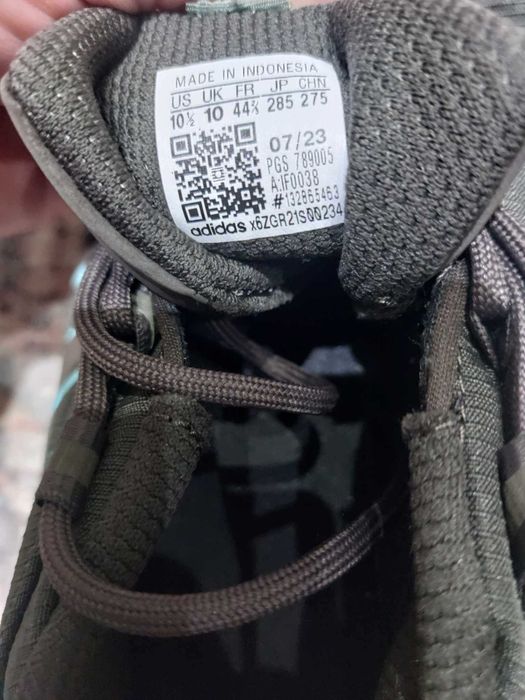 MADE IN INDONESIA
US UK FR JP CHN
10½ 10 44⅔ 285 275
07/23
PGS 789005
A:IF0038
#132865463
adidas x6ZGR21S00234